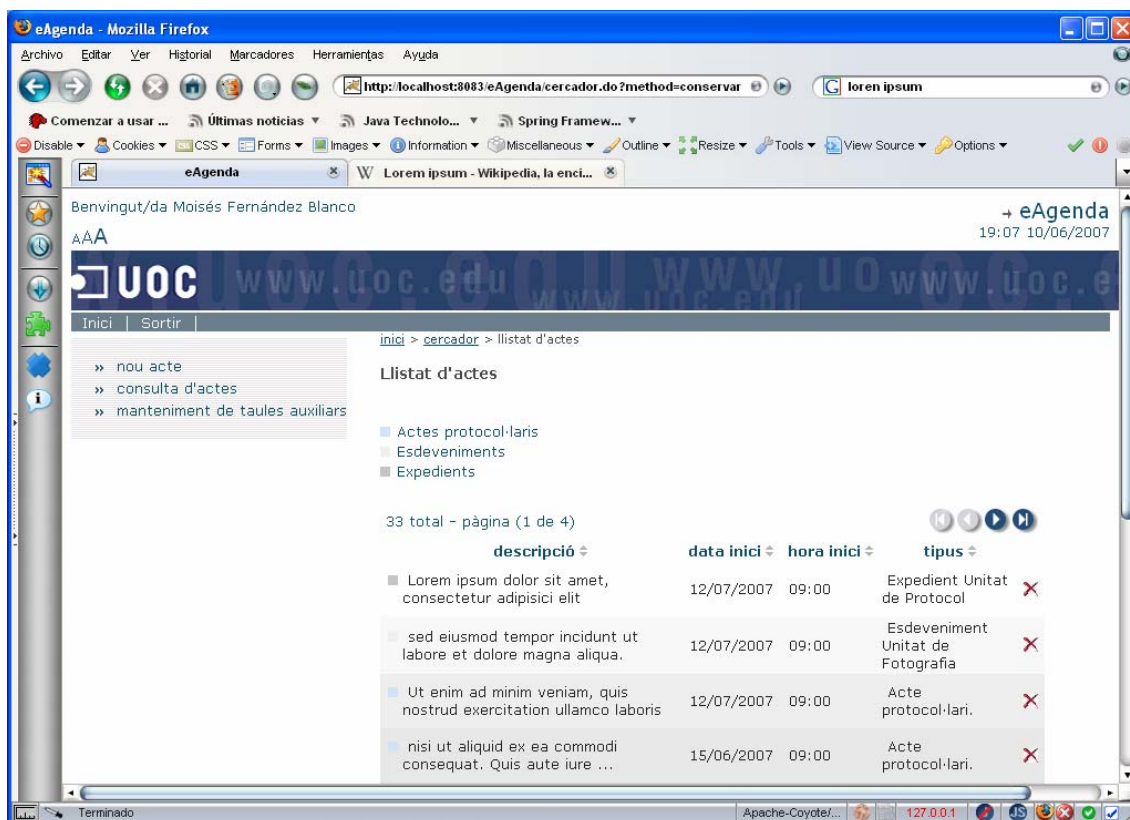 eAgenda - Mozilla Firefox
Archivo Editar Ver Historial Marcadores Herramientas Ayuda
http://localhost:8083/eAgenda/cercador.do?method=conservar
loren ipsum
Comenzar a usar ... Últimas noticias Java Technolo... Spring Framew...
Disable Cookies CSS Forms Images Information Miscellaneous Outline Resize Tools View Source Options
eAgenda
Lorem ipsum - Wikipedia, la enci...
Benvingut/da Moisés Fernández Blanco
eAgenda
19:07 10/06/2007
AAA
UOC www.uoc.edu www.uoc.edu www.uoc.e
Inici | Sortir |
inici > cercador > llistat d'actes
» nou acte
» consulta d'actes
» manteniment de taules auxiliars
Llistat d'actes
Actes protocol·laris
Esdeveniments
Expedients
33 total - pàgina (1 de 4)
descripció data inici hora inici tipus
Lorem ipsum dolor sit amet,
consectetur adipisici elit
12/07/2007 09:00
Expedient Unitat
de Protocol
sed eiusmod tempor incidunt ut
labore et dolore magna aliqua.
12/07/2007 09:00
Esdeveniment
Unitat de
Fotografia
Ut enim ad minim veniam, quis
nostrud exercitation ullamco laboris
12/07/2007 09:00
Acte
protocol·lari.
nisi ut aliquid ex ea commodi
consequat. Quis aute iure ...
15/06/2007 09:00
Acte
protocol·lari.
Terminado
Apache-Coyote/...
127.0.0.1
JS